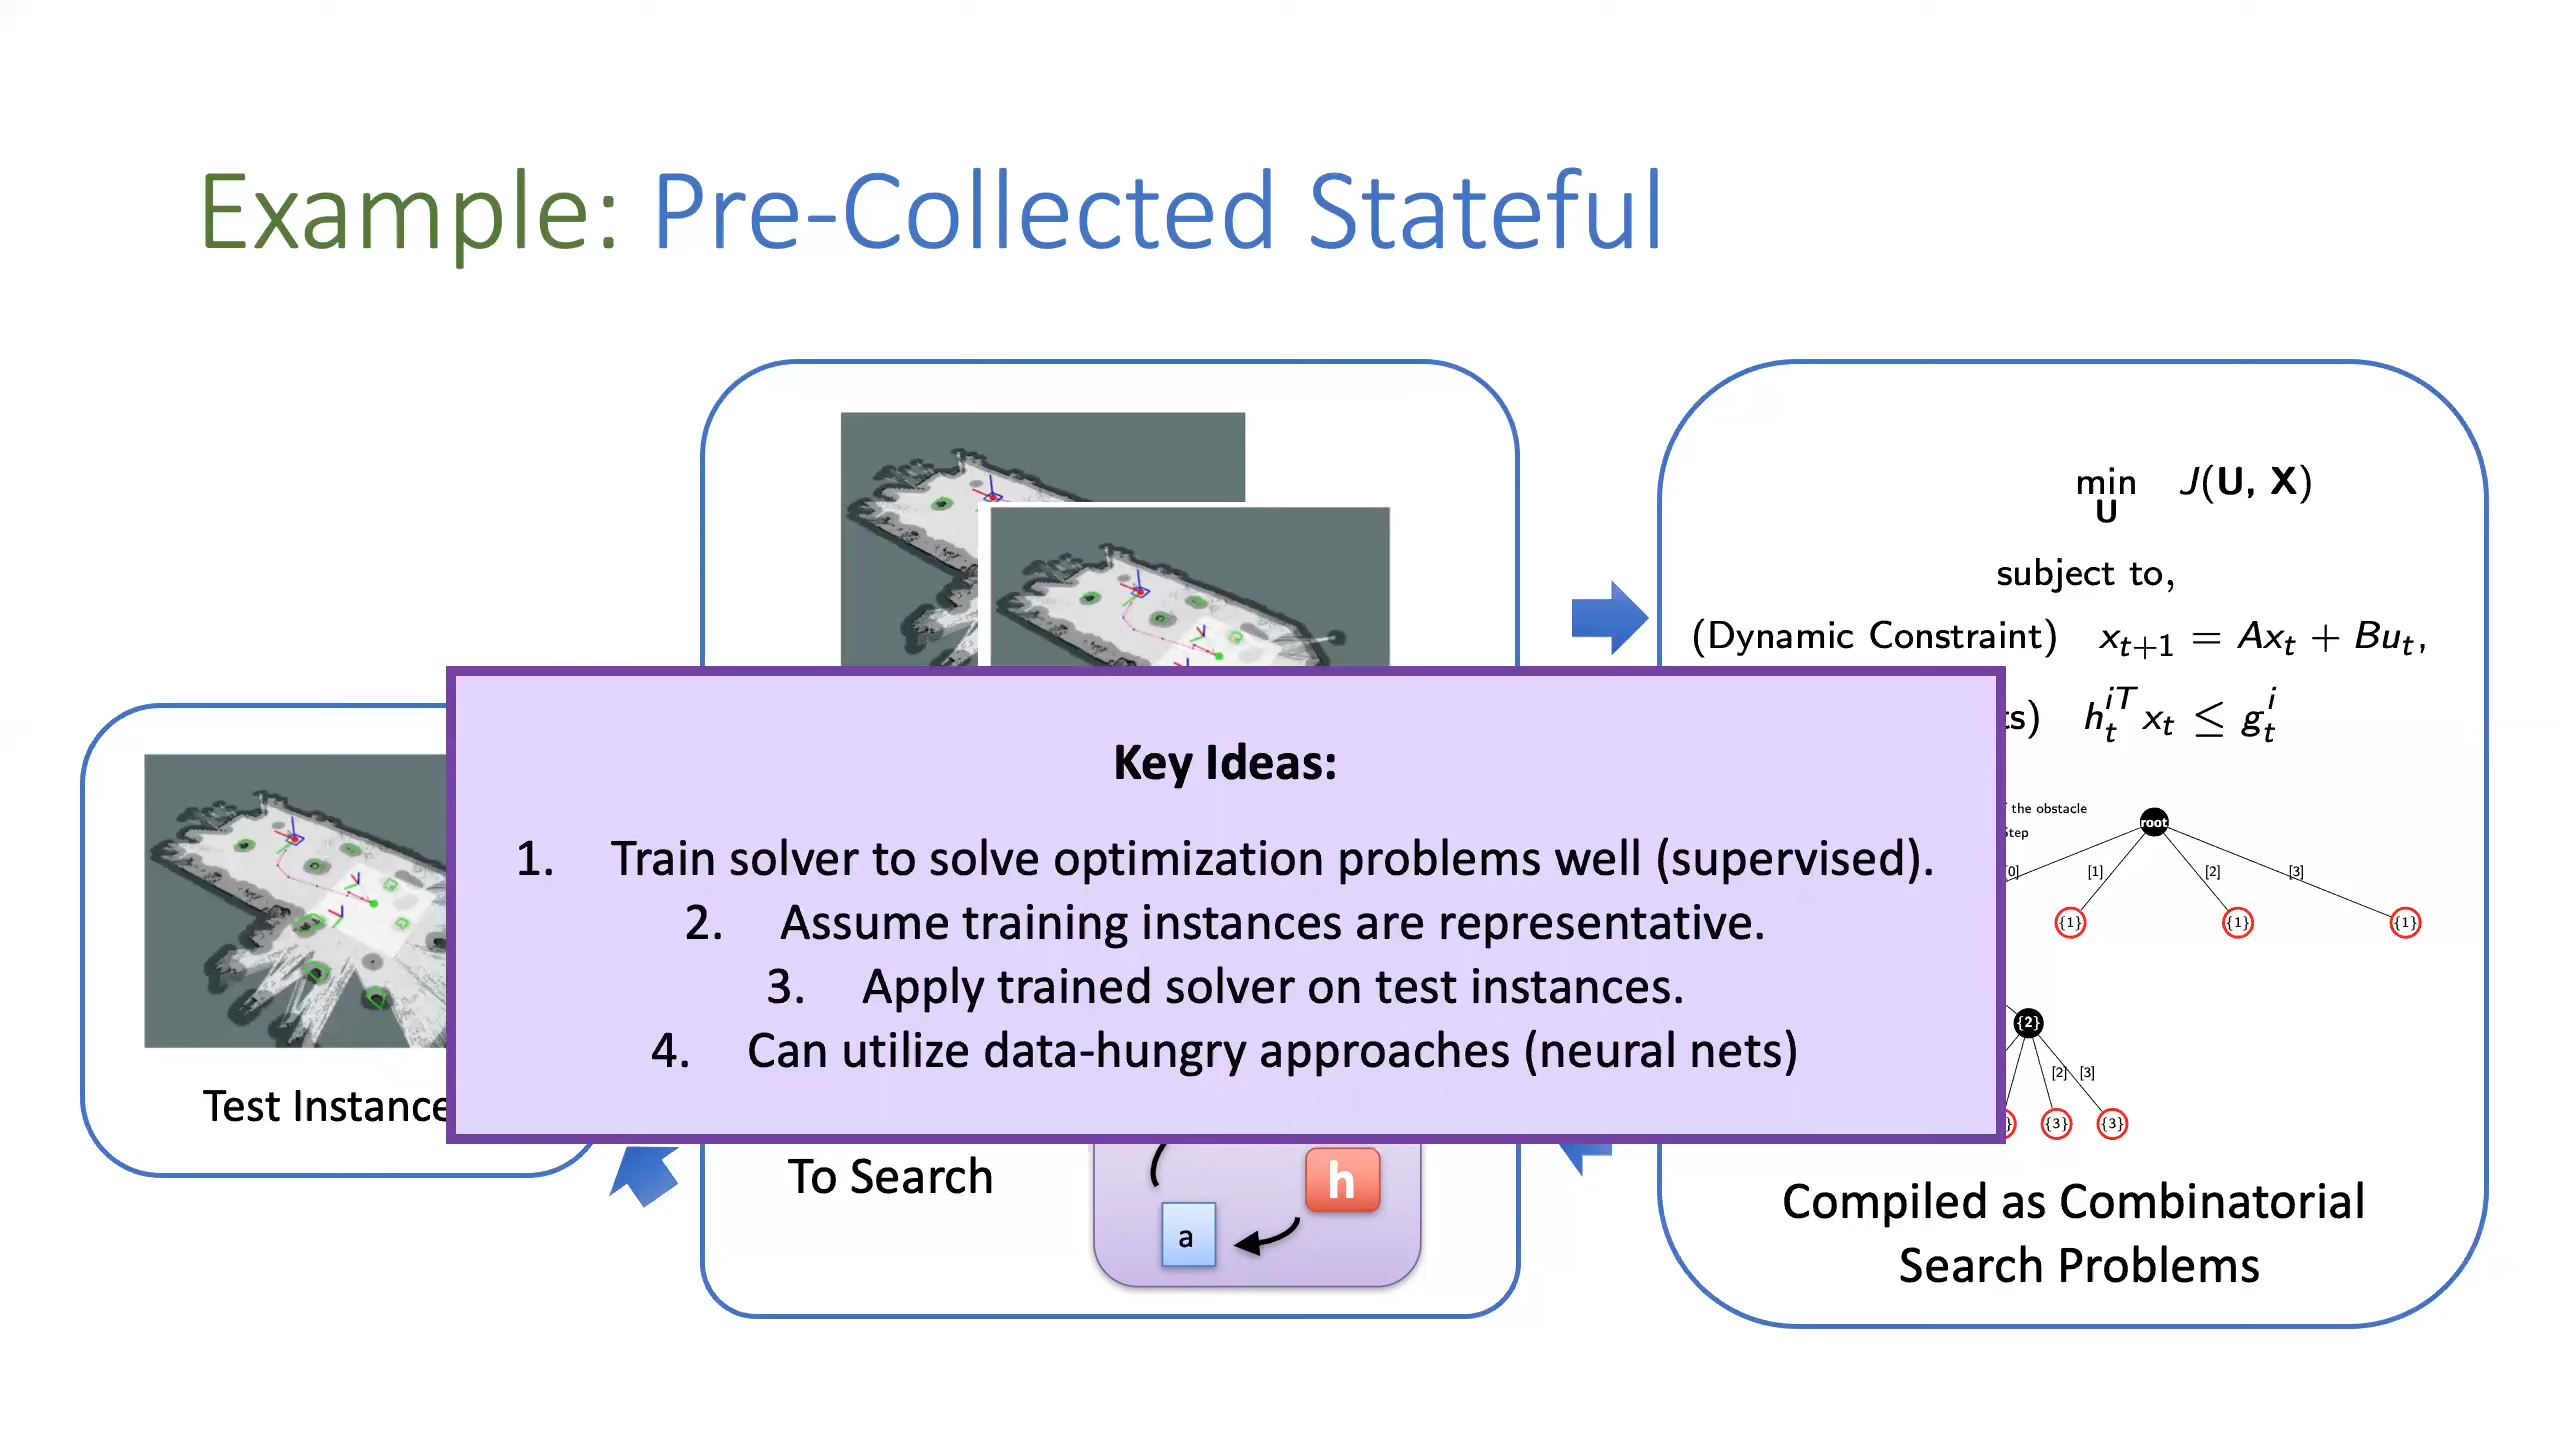 Example: Pre-Collected Stateful
min J(U, X)
U
subject to,
(Dynamic Constraint) x_{t+1} = Ax_t + Bu_t,
h_t^{iT} x_t ≤ g_t^i
Key Ideas:
1. Train solver to solve optimization problems well (supervised).
2. Assume training instances are representative.
3. Apply trained solver on test instances.
4. Can utilize data-hungry approaches (neural nets)
the obstacle
root
[0] [1] [2] [3]
{1} {1} {1}
{2}
[2] [3]
{3} {3}
Test Instance
To Search
h
a
Compiled as Combinatorial
Search Problems